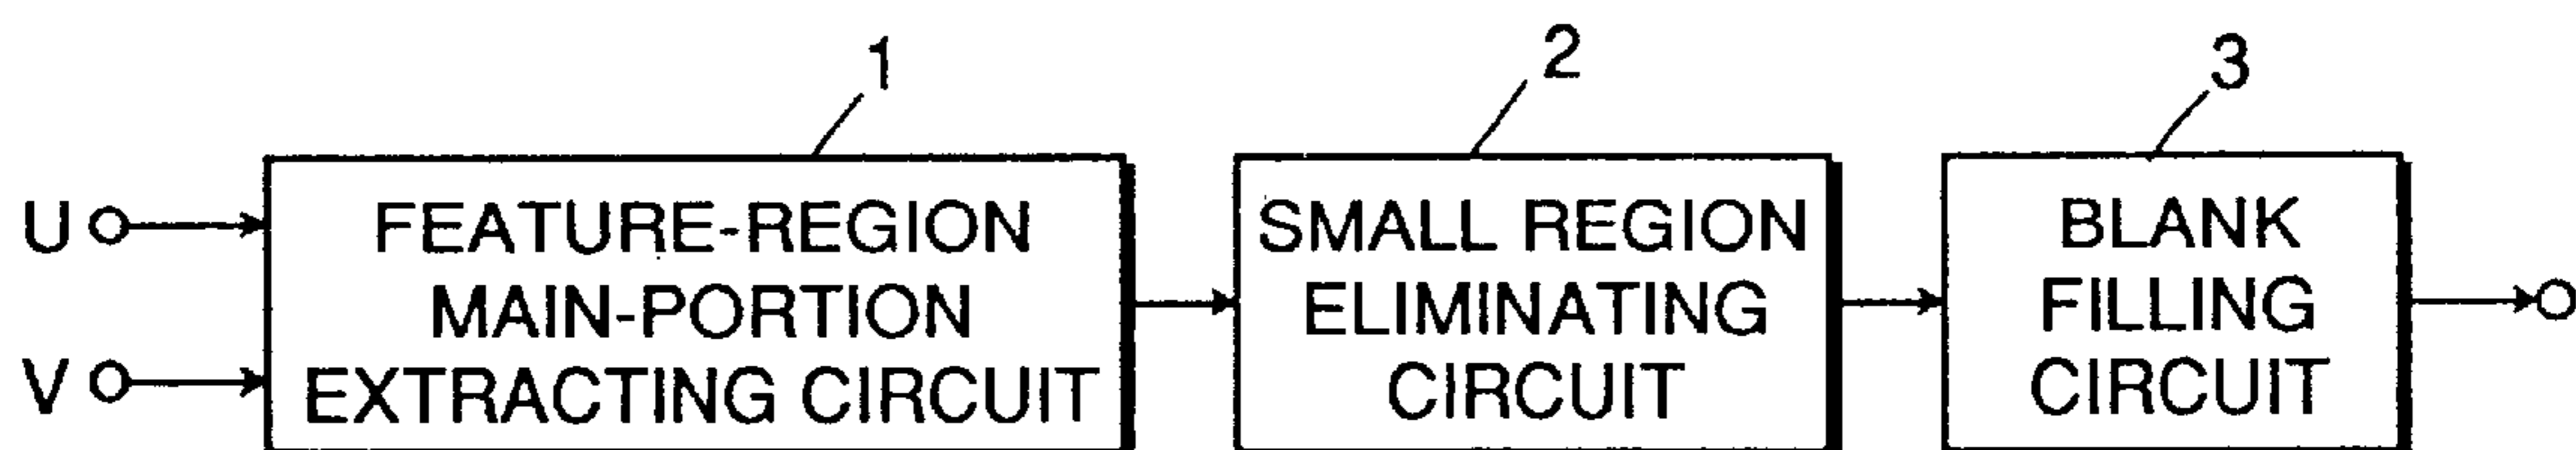 1
2
3
U
V
FEATURE-REGION
MAIN-PORTION
EXTRACTING CIRCUIT
SMALL REGION
ELIMINATING
CIRCUIT
BLANK
FILLING
CIRCUIT